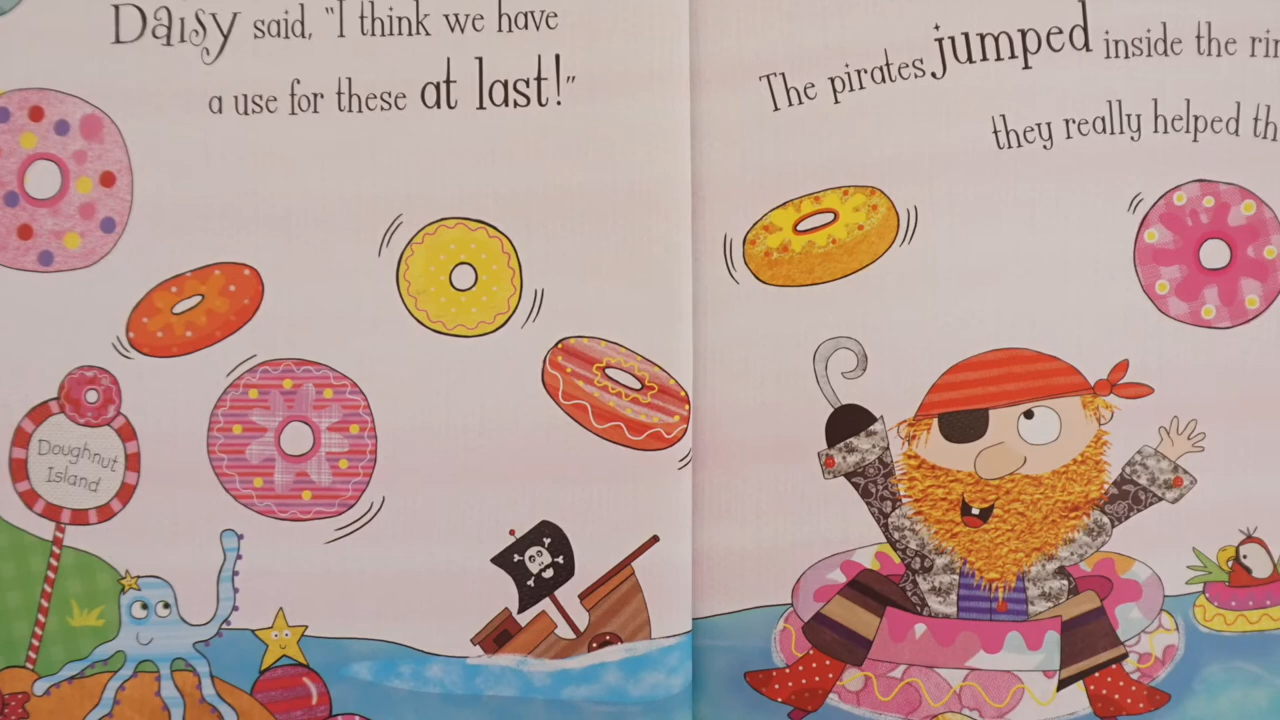 Daisy said, "I think we have
a use for these at last!"
Doughnut
Island
The pirates jumped inside the
they really helped